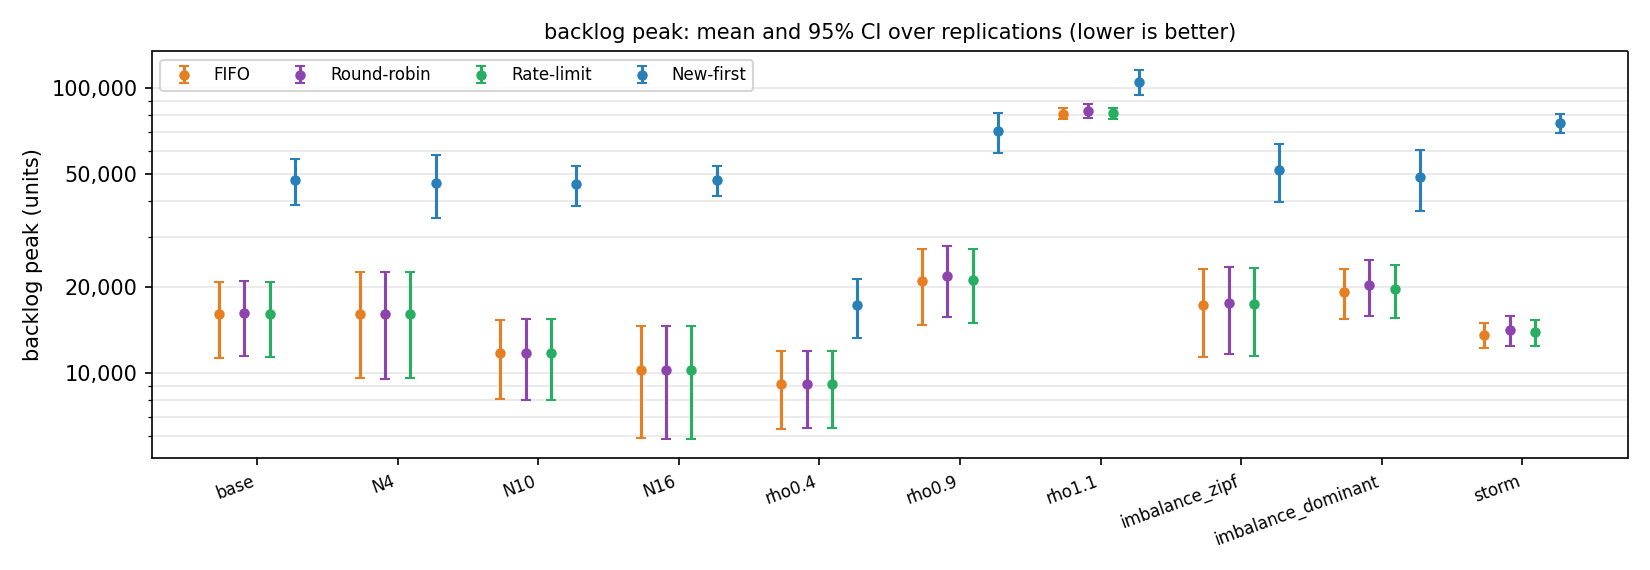 backlog peak: mean and 95% CI over replications (lower is better)
FIFO
Round-robin
Rate-limit
New-first
backlog peak (units)
100,000
50,000
20,000
10,000
base
N4
N10
N16
rho0.4
rho0.9
rho1.1
imbalance_zipf
imbalance_dominant
storm